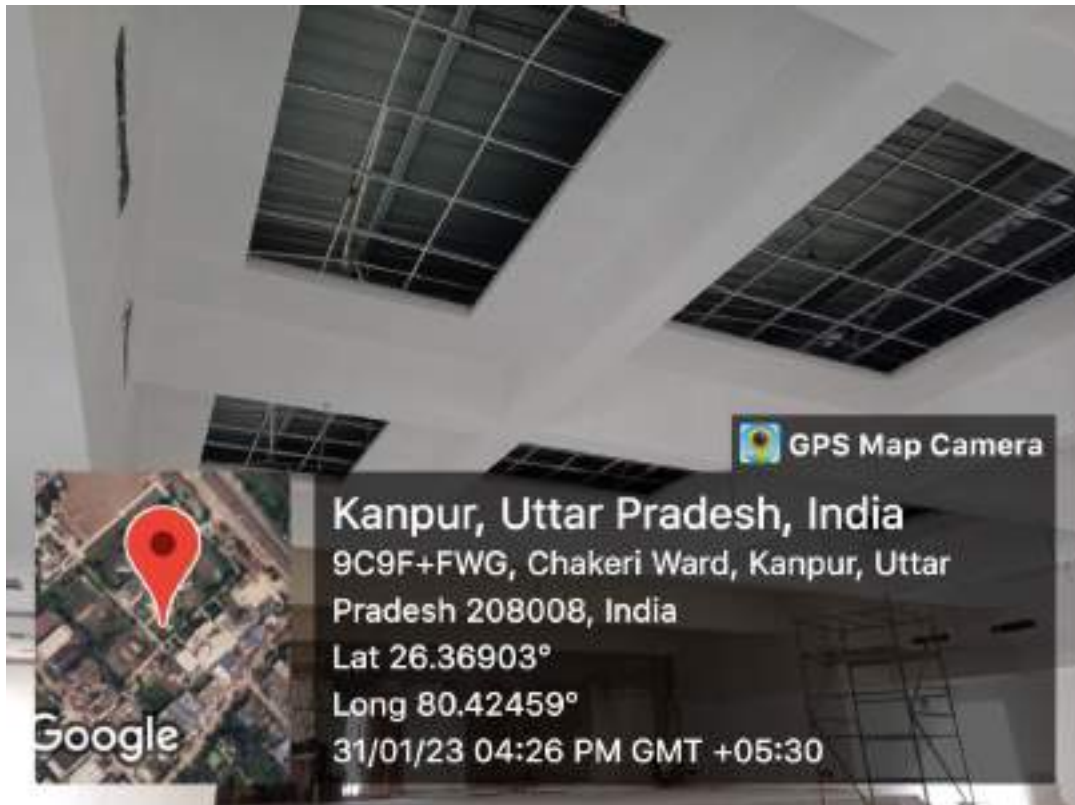 GPS Map Camera
Kanpur, Uttar Pradesh, India
9C9F+FWG, Chakeri Ward, Kanpur, Uttar
Pradesh 208008, India
Lat 26.36903°
Long 80.42459°
31/01/23 04:26 PM GMT +05:30
Google